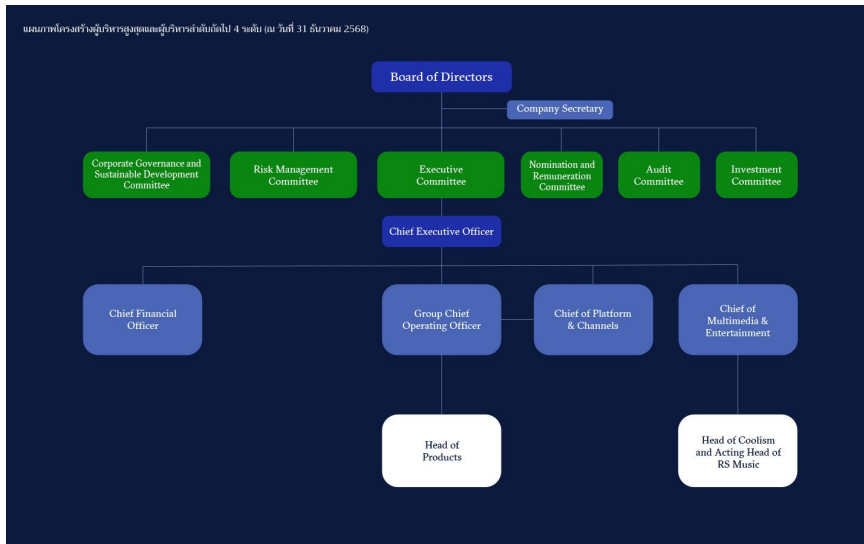 แผนภาพโครงสร้างผู้บริหารสูงสุดและผู้บริหารลำดับถัดไป 4 ระดับ (ณ วันที่ 31 ธันวาคม 2568)
Board of Directors
Company Secretary
Corporate Governance and
Sustainable Development
Committee
Risk Management
Committee
Executive
Committee
Nomination and
Remuneration
Committee
Audit
Committee
Investment
Committee
Chief Executive Officer
Chief Financial
Officer
Group Chief
Operating Officer
Chief of Platform
& Channels
Chief of
Multimedia &
Entertainment
Head of
Products
Head of Coolism
and Acting Head of
RS Music